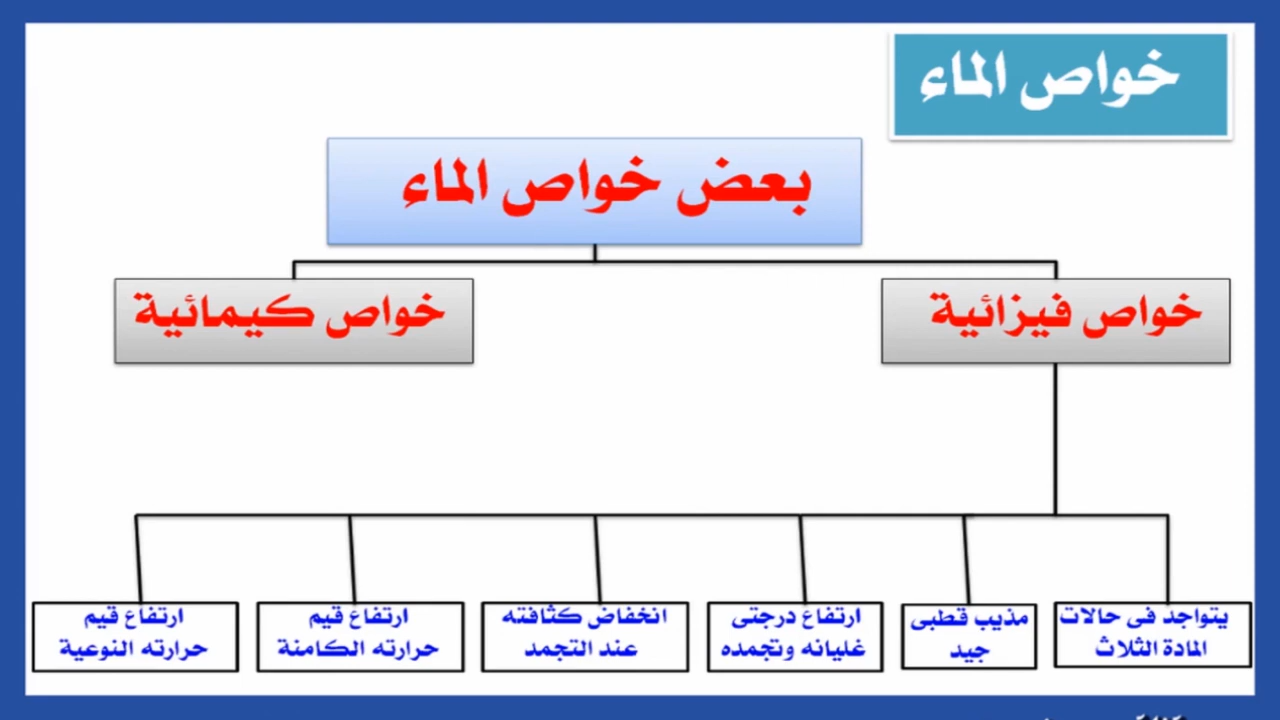 خواص الماء
بعض خواص الماء
خواص فيزائية
خواص كيمائية
يتواجد فى حالات
المادة الثلاث
مذيب قطبى
جيد
ارتفاع درجتى
غليانه وتجمده
انخفاض كثافته
عند التجمد
ارتفاع قيم
حرارته الكامنة
ارتفاع قيم
حرارته النوعية